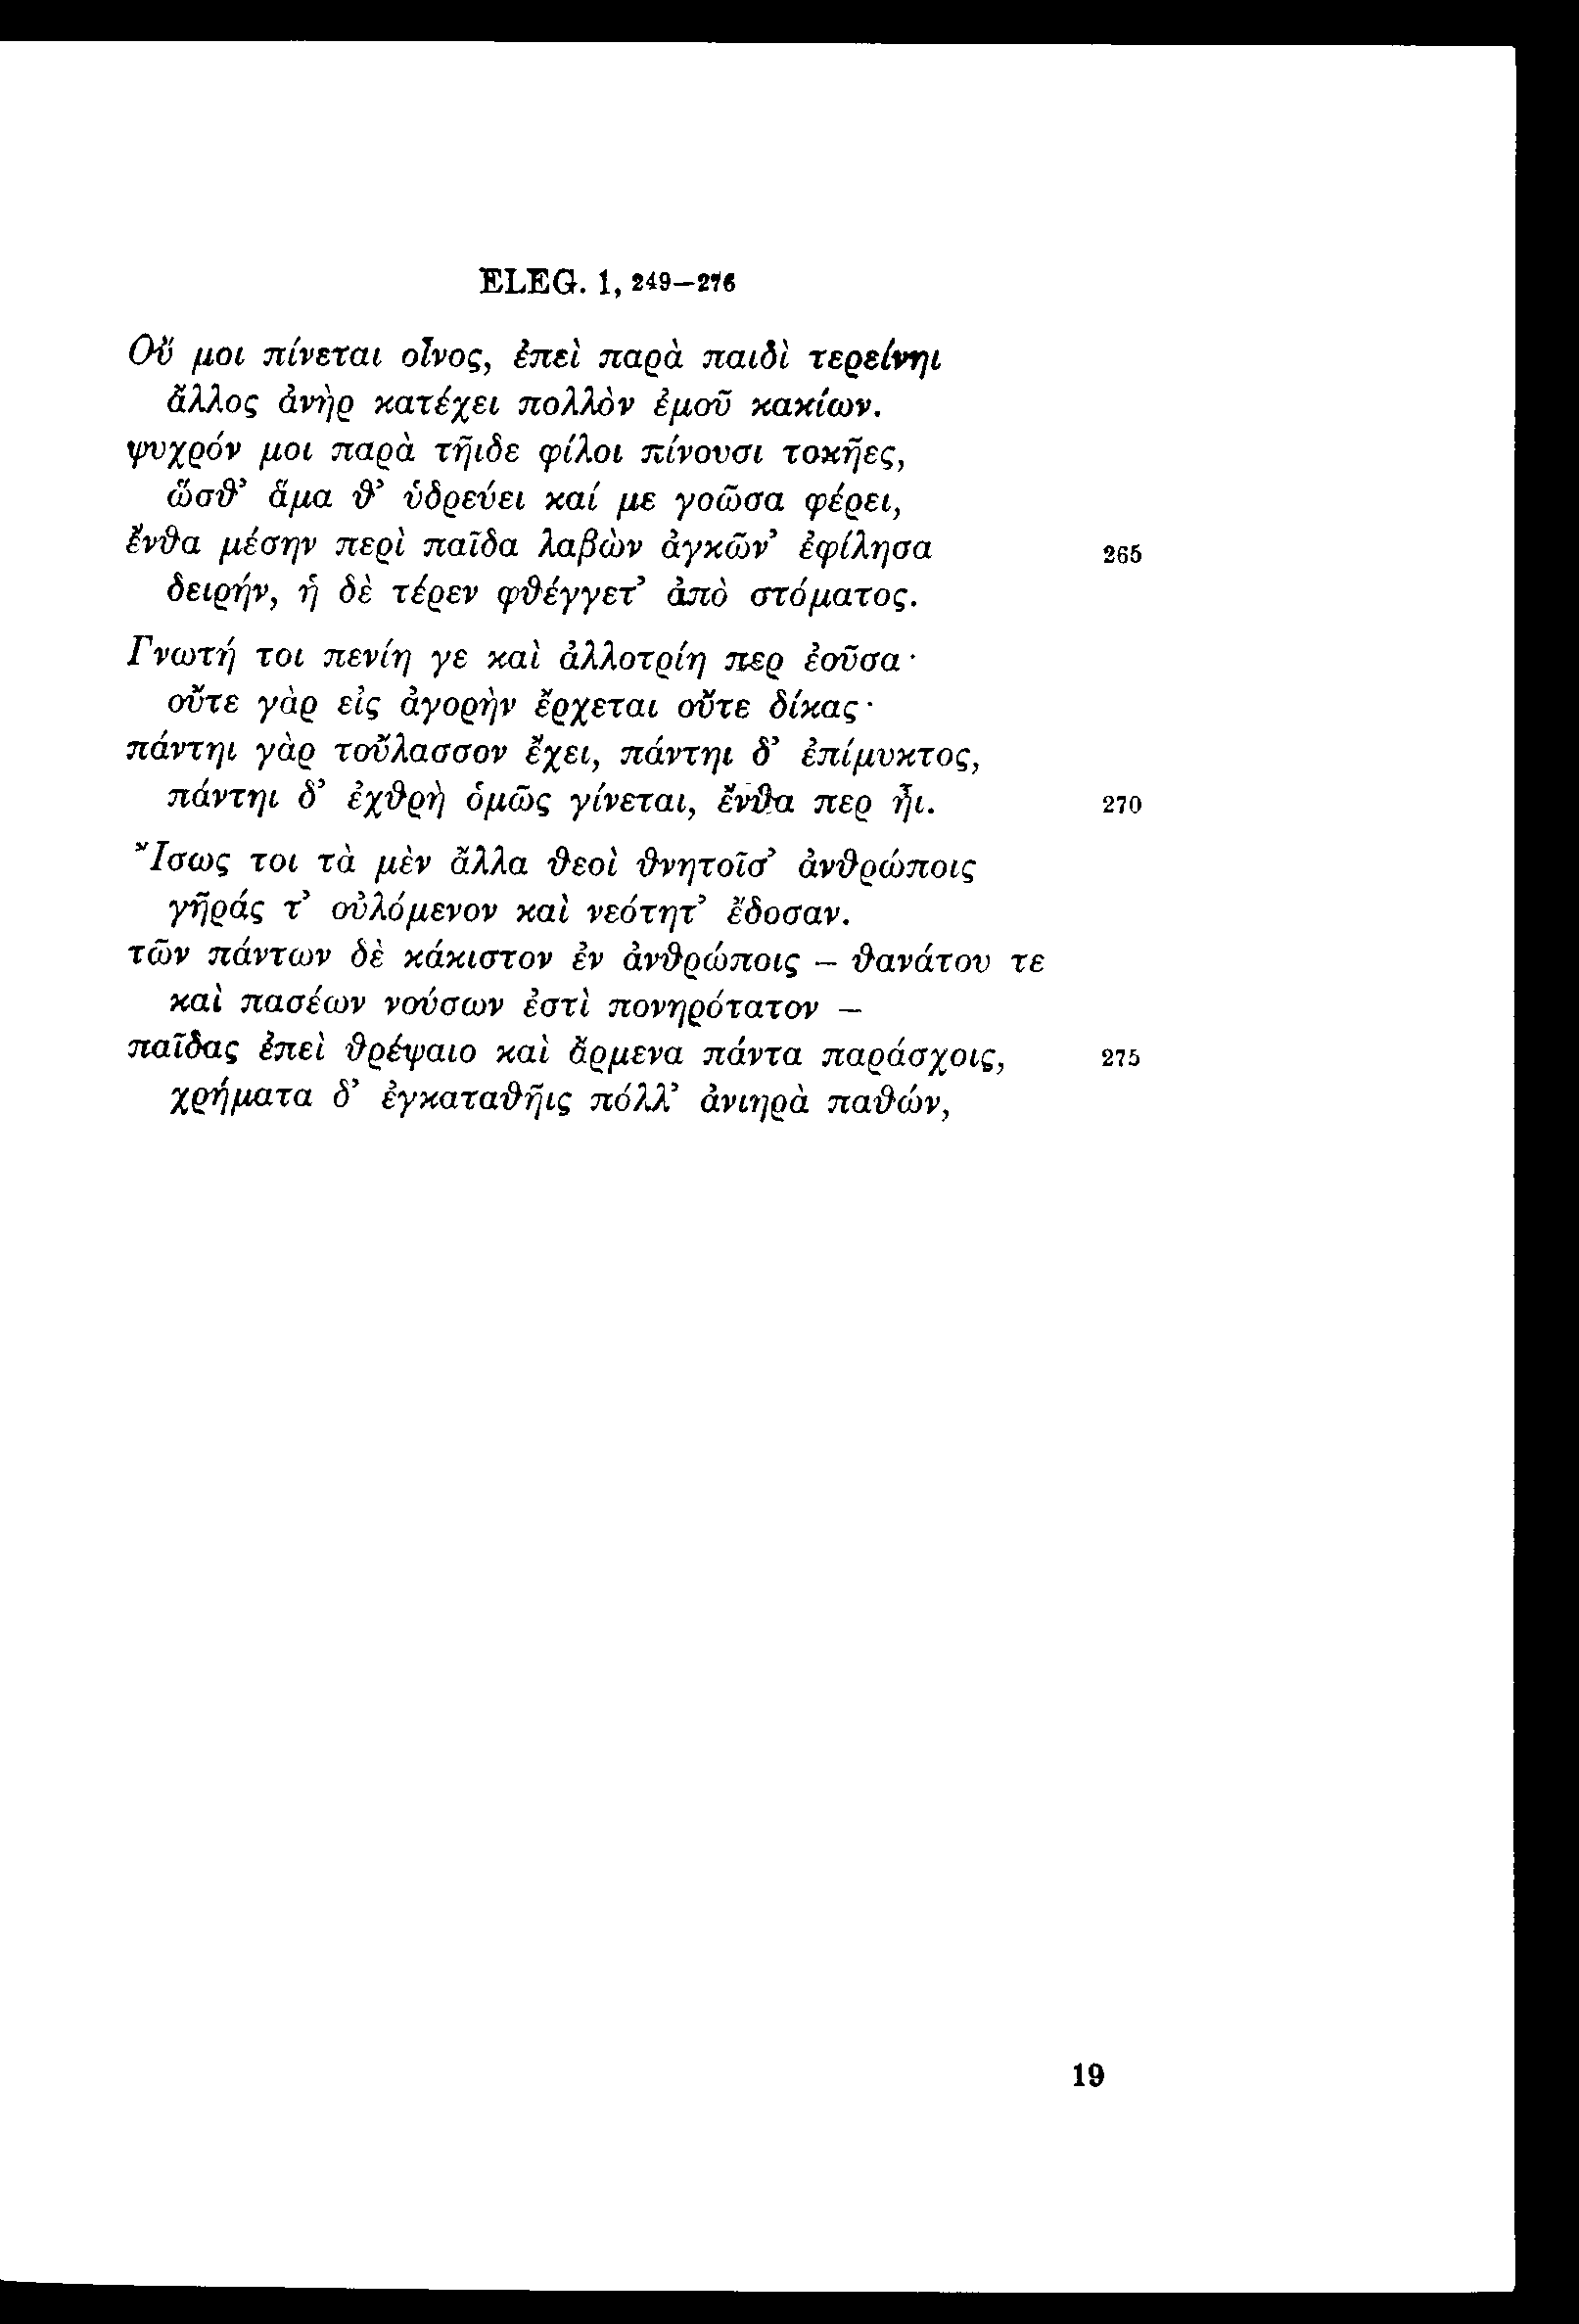 ELEG. 1, 249–276
Οὔ μοι πίνεται οἶνος, ἐπεὶ παρὰ παιδὶ τερείνηι
ἄλλος ἀνὴρ κατέχει πολλὸν ἐμοῦ κακίων.
ψυχρόν μοι παρὰ τῆιδε φίλοι πίνουσι τοκῆες,
ὥσθ’ ἅμα θ’ ὑδρεύει καί με γοῶσα φέρει,
ἔνθα μέσην περὶ παῖδα λαβὼν ἀγκῶν’ ἐφίλησα 265
δειρήν, ἡ δὲ τέρεν φθέγγετ’ ἀπὸ στόματος.
Γνωτή τοι πενίη γε καὶ ἀλλοτρίη περ ἐοῦσα·
οὔτε γὰρ εἰς ἀγορὴν ἔρχεται οὔτε δίκας·
πάντηι γὰρ τοὔλασσον ἔχει, πάντηι δ’ ἐπίμυκτος,
πάντηι δ’ ἐχθρὴ ὁμῶς γίνεται, ἔνθα περ ἦι. 270
Ἴσως τοι τὰ μὲν ἄλλα θεοὶ θνητοῖσ’ ἀνθρώποις
γῆράς τ’ οὐλόμενον καὶ νεότητ’ ἔδοσαν.
τῶν πάντων δὲ κάκιστον ἐν ἀνθρώποις – θανάτου τε
καὶ πασέων νούσων ἐστὶ πονηρότατον –
παῖδας ἐπεὶ θρέψαιο καὶ ἄρμενα πάντα παράσχοις, 275
χρήματα δ’ ἐγκαταθῆις πόλλ’ ἀνιηρὰ παθών,
19